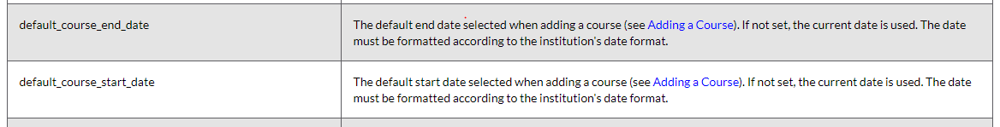 default_course_end_date
The default end date selected when adding a course (see Adding a Course). If not set, the current date is used. The date
must be formatted according to the institution's date format.
default_course_start_date
The default start date selected when adding a course (see Adding a Course). If not set, the current date is used. The date
must be formatted according to the institution's date format.